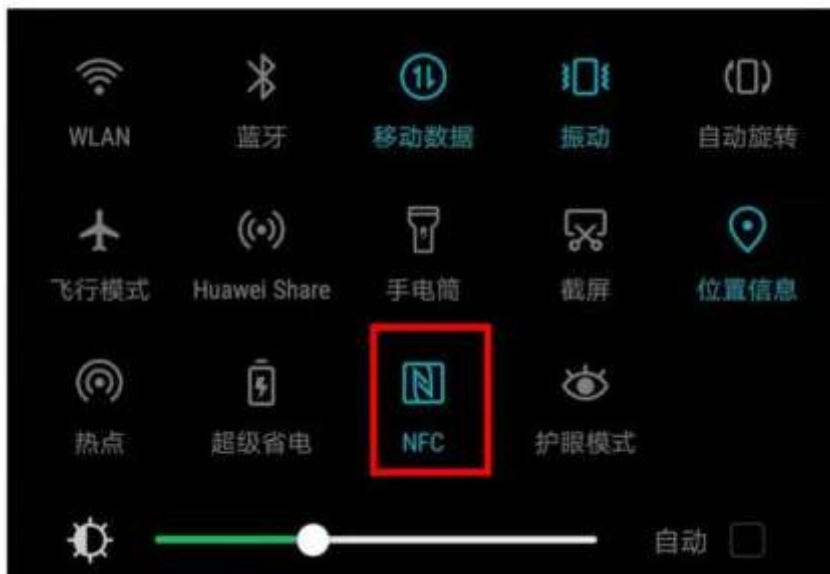 WLAN 蓝牙 移动数据 振动 自动旋转
飞行模式 Huawei Share 手电筒 截屏 位置信息
热点 超级省电 NFC 护眼模式
自动